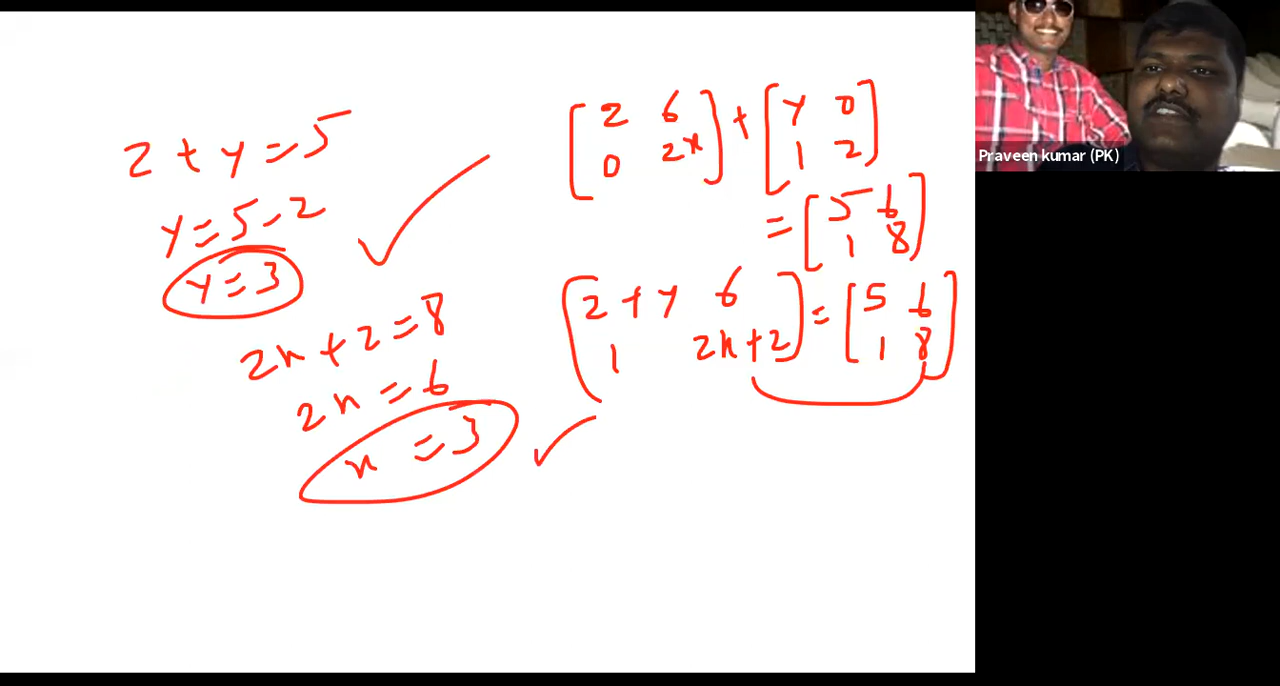 2 + y = 5
y = 5 - 2
y = 3
2x + 2 = 8
2x = 6
x = 3
[2 6
0 2x] + [y 0
1 2]
= [5 6
1 8]
[2 + y 6
1 2x + 2] = [5 6
1 8]
Praveen kumar (PK)